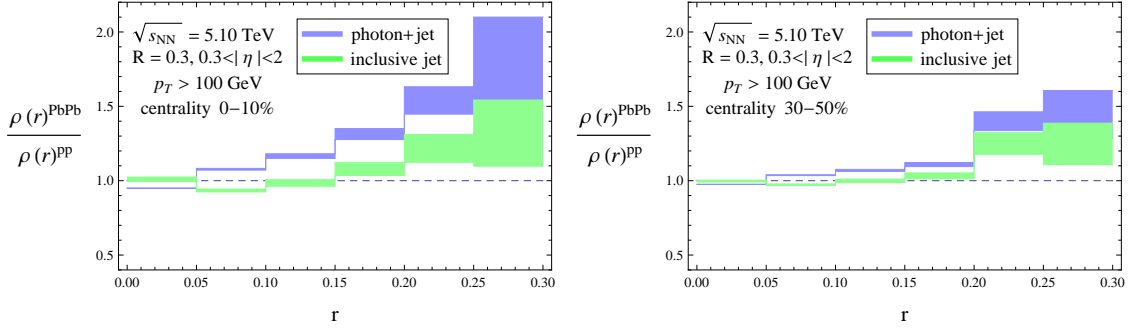 √s_NN = 5.10 TeV
R = 0.3, 0.3<| η |<2
p_T > 100 GeV
centrality 0−10%
photon+jet
inclusive jet
ρ (r)^PbPb
ρ (r)^pp
2.0
1.5
1.0
0.5
0.00 0.05 0.10 0.15 0.20 0.25 0.30
r
√s_NN = 5.10 TeV
R = 0.3, 0.3<| η |<2
p_T > 100 GeV
centrality 30−50%
photon+jet
inclusive jet
ρ (r)^PbPb
ρ (r)^pp
2.0
1.5
1.0
0.5
0.00 0.05 0.10 0.15 0.20 0.25 0.30
r